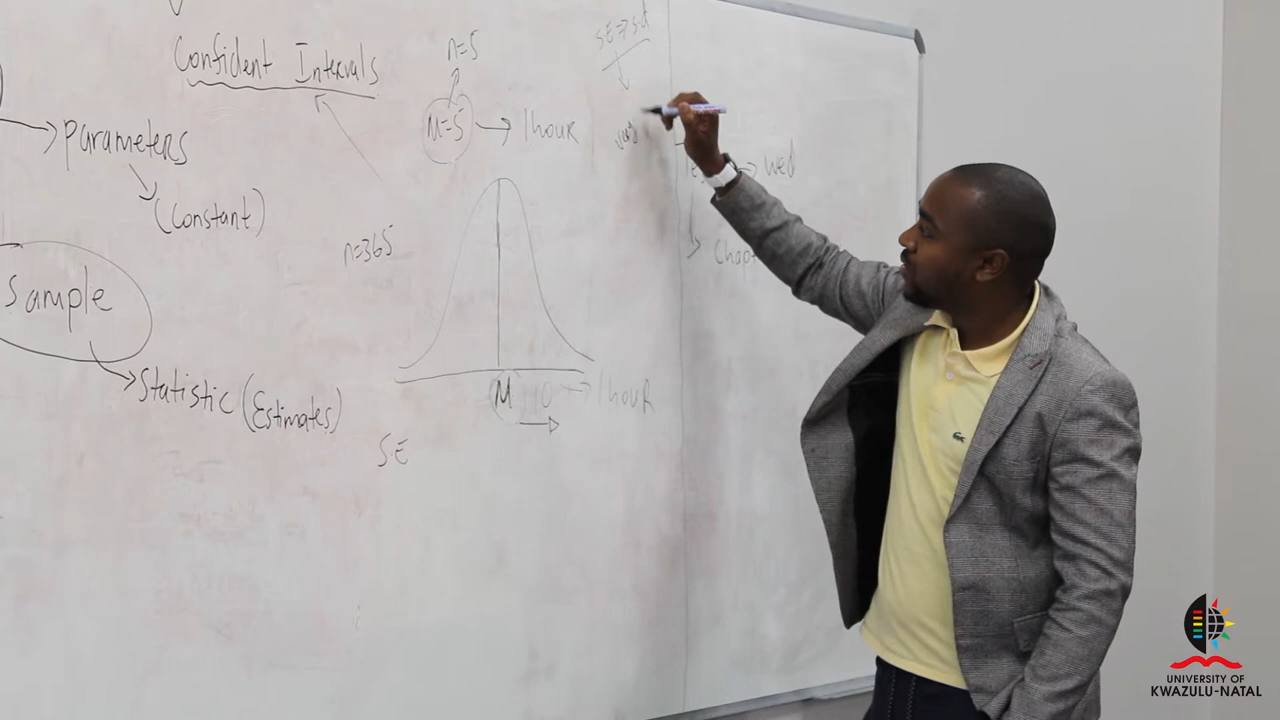 Confident Intervals
n=5
SE⇒sd
M=5 → 1 hour
→ parameters
(Constant)
→ Wed
n=365
Sample
→ Statistic (Estimates)
M 10 → 1 hour
S.E
UNIVERSITY OF
KWAZULU-NATAL